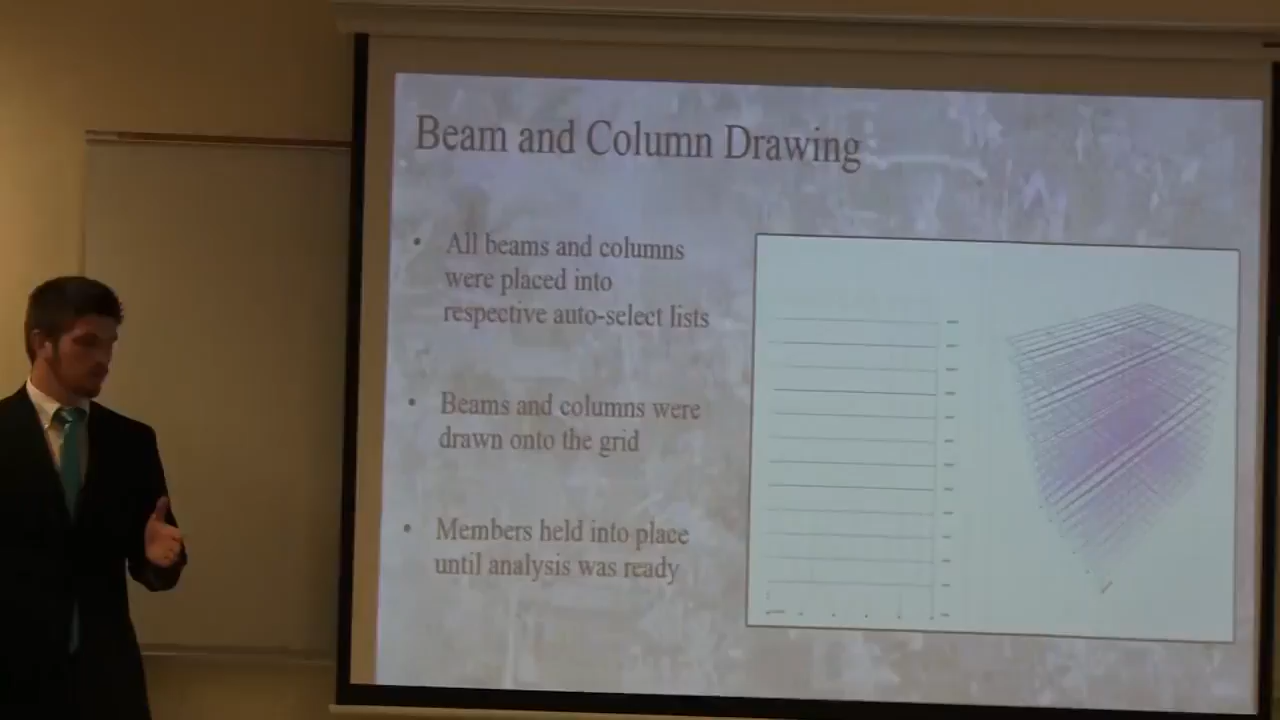 Beam and Column Drawing
• All beams and columns
were placed into
respective auto-select lists
• Beams and columns were
drawn onto the grid
• Members held into place
until analysis was ready